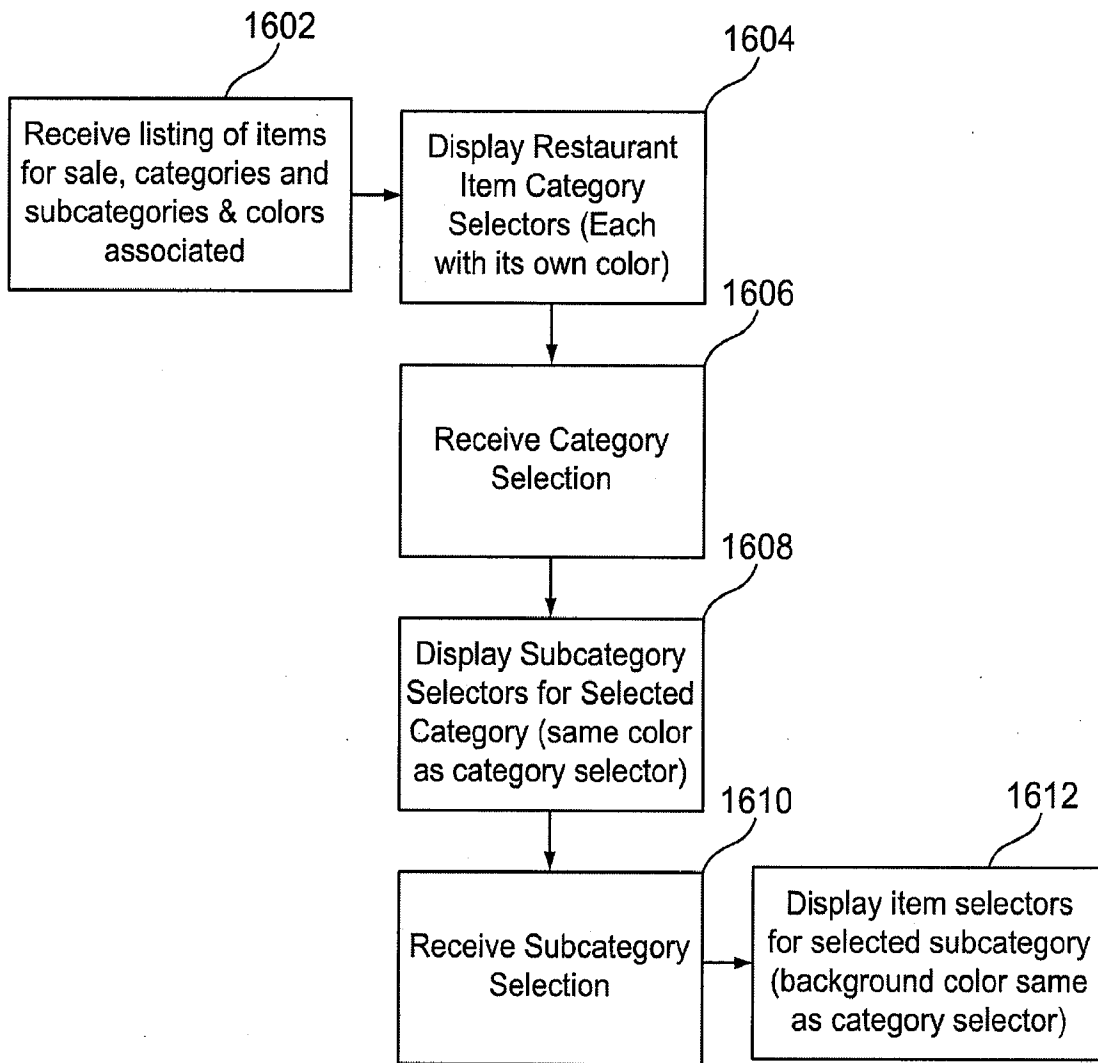 1602
Receive listing of items
for sale, categories and
subcategories & colors
associated
1604
Display Restaurant
Item Category
Selectors (Each
with its own color)
1606
Receive Category
Selection
1608
Display Subcategory
Selectors for Selected
Category (same color
as category selector)
1610
Receive Subcategory
Selection
1612
Display item selectors
for selected subcategory
(background color same
as category selector)